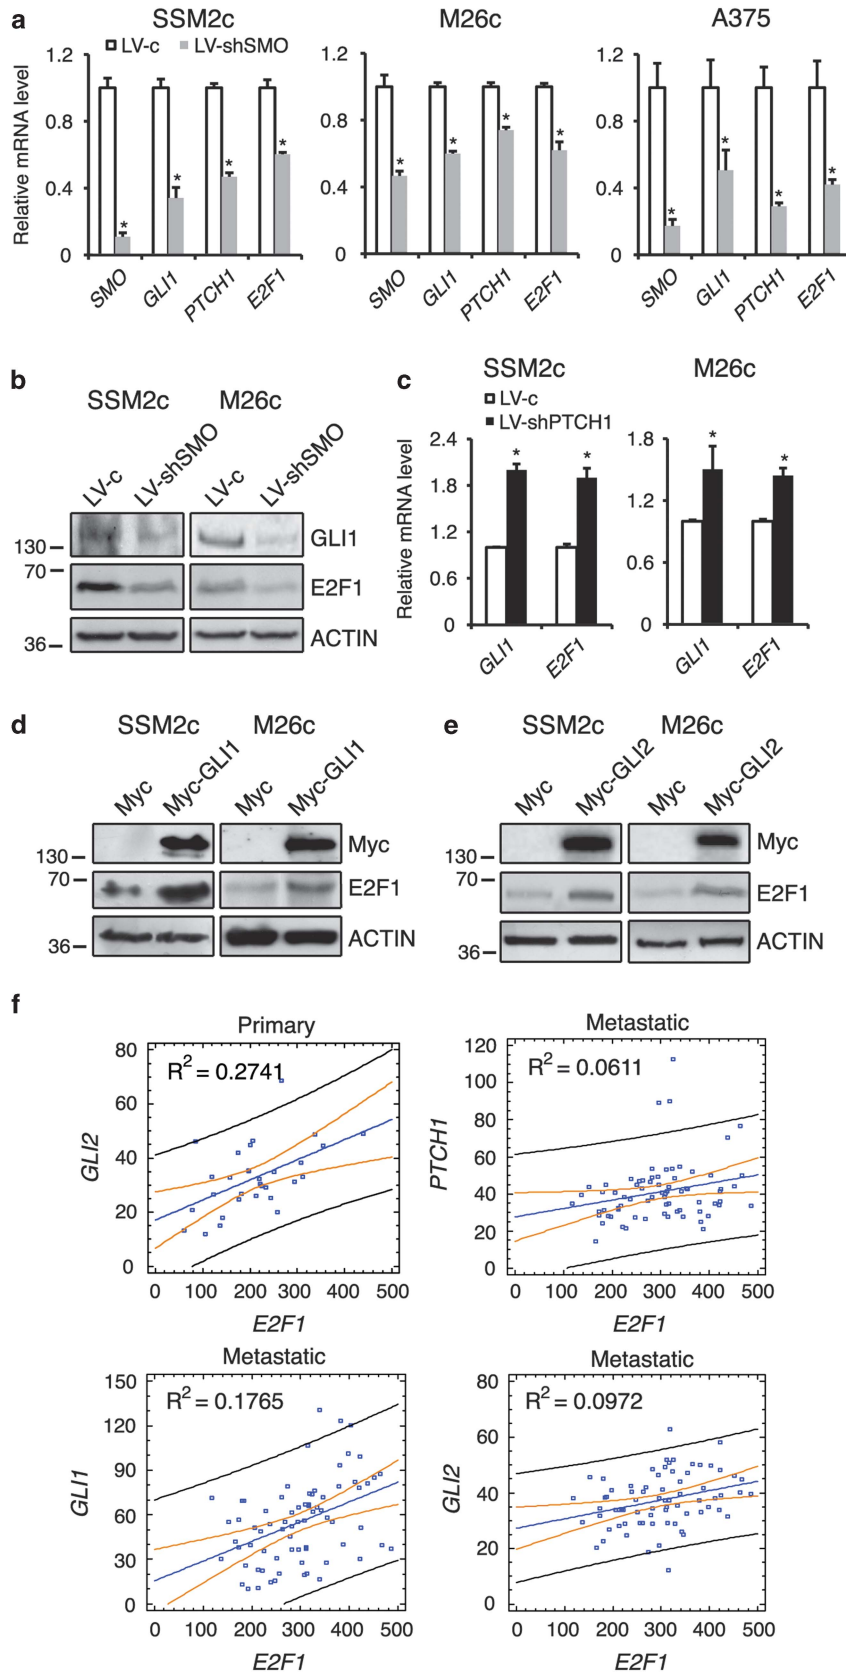 a
SSM2c
M26c
A375
LV-c LV-shSMO
Relative mRNA level
1.2
0.8
0.4
0
1.2
0.8
0.4
0
1.2
0.8
0.4
0
* * * *
* * * *
* * * *
SMO GLI1 PTCH1 E2F1
SMO GLI1 PTCH1 E2F1
SMO GLI1 PTCH1 E2F1
b
SSM2c M26c
LV-c LV-shSMO LV-c LV-shSMO
130 GLI1
70 E2F1
36 ACTIN
c
SSM2c M26c
LV-c
LV-shPTCH1
Relative mRNA level
2.4
1.8
1.2
0.6
0
1.8
1.2
0.6
0
* *
* *
GLI1 E2F1
GLI1 E2F1
d
SSM2c M26c
Myc Myc-GLI1 Myc Myc-GLI1
130 Myc
70 E2F1
36 ACTIN
e
SSM2c M26c
Myc Myc-GLI2 Myc Myc-GLI2
130 Myc
70 E2F1
36 ACTIN
f
Primary
R2 = 0.2741
GLI2
80
60
40
20
0
0 100 200 300 400 500
E2F1
Metastatic
R2 = 0.0611
PTCH1
120
100
80
60
40
20
0
0 100 200 300 400 500
E2F1
Metastatic
R2 = 0.1765
GLI1
150
120
90
60
30
0
0 100 200 300 400 500
E2F1
Metastatic
R2 = 0.0972
GLI2
80
60
40
20
0
0 100 200 300 400 500
E2F1